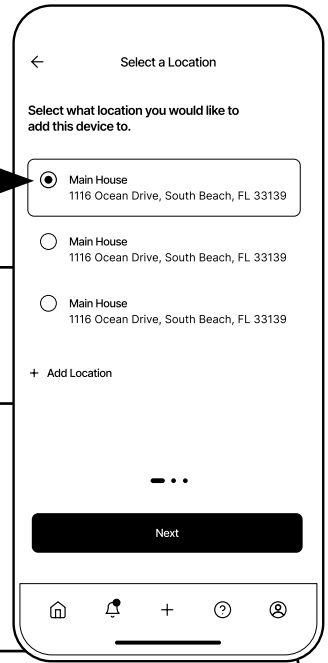 Select a Location
Select what location you would like to
add this device to.
Main House
1116 Ocean Drive, South Beach, FL 33139
Main House
1116 Ocean Drive, South Beach, FL 33139
Main House
1116 Ocean Drive, South Beach, FL 33139
+ Add Location
Next